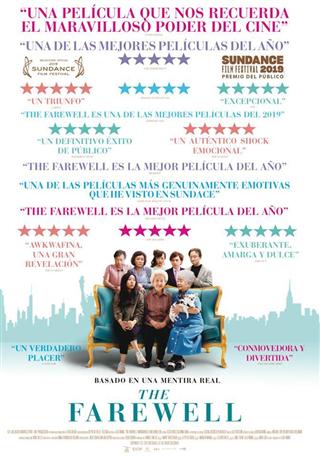 "UNA PELÍCULA QUE NOS RECUERDA
EL MARAVILLOSO PODER DEL CINE"
"UNA DE LAS MEJORES PELÍCULAS DEL AÑO"
SUNDANCE
FILM FESTIVAL
SUNDANCE
FILM FESTIVAL 2019
PREMIO DEL PÚBLICO
"UN TRIUNFO"
"EXCEPCIONAL"
"THE FAREWELL ES UNA DE LAS MEJORES PELÍCULAS DEL 2019"
"UN DEFINITIVO ÉXITO
DE PÚBLICO"
"UN AUTÉNTICO SHOCK
EMOCIONAL"
"THE FAREWELL ES LA MEJOR PELÍCULA DEL AÑO"
"UNA DE LAS PELÍCULAS MÁS GENUINAMENTE EMOTIVAS
QUE HE VISTO EN SUNDACE"
"THE FAREWELL ES LA MEJOR PELÍCULA DEL AÑO"
"AWKWAFINA,
UNA GRAN
REVELACIÓN"
"EXUBERANTE,
AMARGA Y DULCE"
"UN VERDADERO
PLACER"
"CONMOVEDORA Y
DIVERTIDA"
BASADO EN UNA MENTIRA REAL
THE
FAREWELL